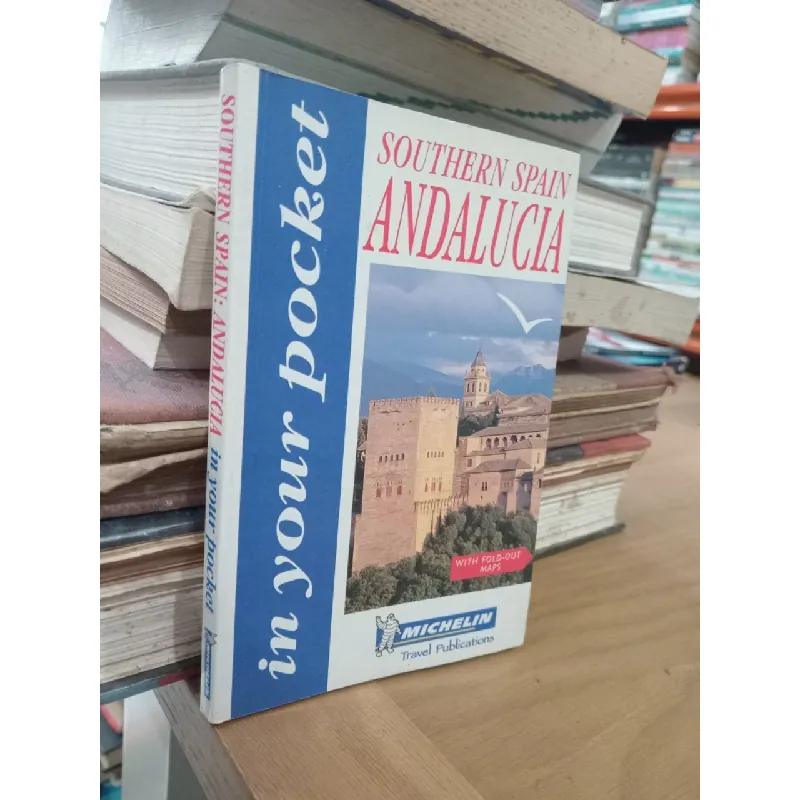 SOUTHERN SPAIN: ANDALUCIA in your pocket
in your pocket
SOUTHERN SPAIN
ANDALUCIA
WITH FOLD-OUT
MAPS
MICHELIN
Travel Publications